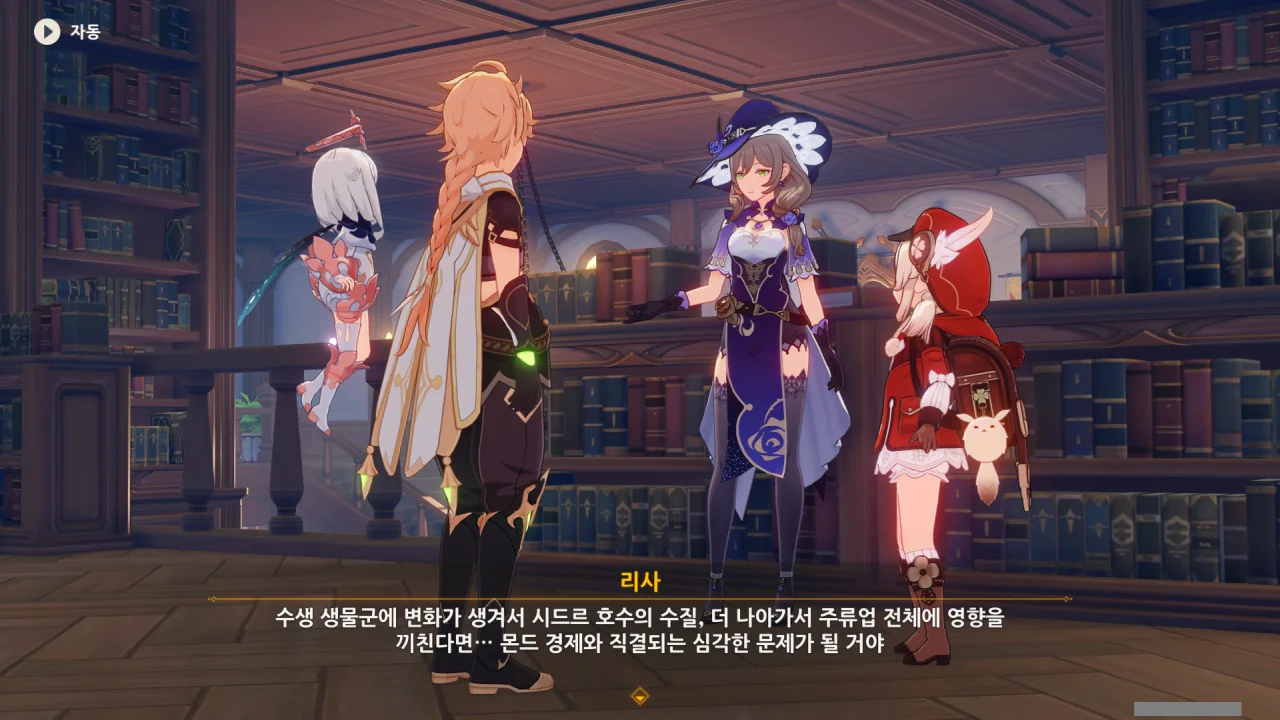 자동
리사
수생 생물군에 변화가 생겨서 시드르 호수의 수질, 더 나아가서 주류업 전체에 영향을
끼친다면… 몬드 경제와 직결되는 심각한 문제가 될 거야